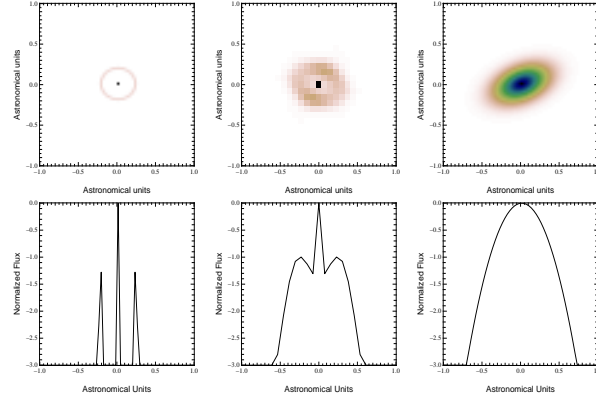 1.0 1.0 1.0
0.5 0.5 0.5
0.0 0.0 0.0
−0.5 −0.5 −0.5
−1.0 −1.0 −1.0
Astronomical units Astronomical units Astronomical units
−1.0 −0.5 0.0 0.5 1.0 −1.0 −0.5 0.0 0.5 1.0 −1.0 −0.5 0.0 0.5 1.0
Astronomical units Astronomical units Astronomical units
0.0 0.0 0.0
−0.5 −0.5 −0.5
−1.0 −1.0 −1.0
−1.5 −1.5 −1.5
−2.0 −2.0 −2.0
−2.5 −2.5 −2.5
−3.0 −3.0 −3.0
Normalized Flux Normalized Flux Normalized Flux
−1.0 −0.5 0.0 0.5 1.0 −1.0 −0.5 0.0 0.5 1.0 −1.0 −0.5 0.0 0.5 1.0
Astronomical Units Astronomical Units Astronomical Units